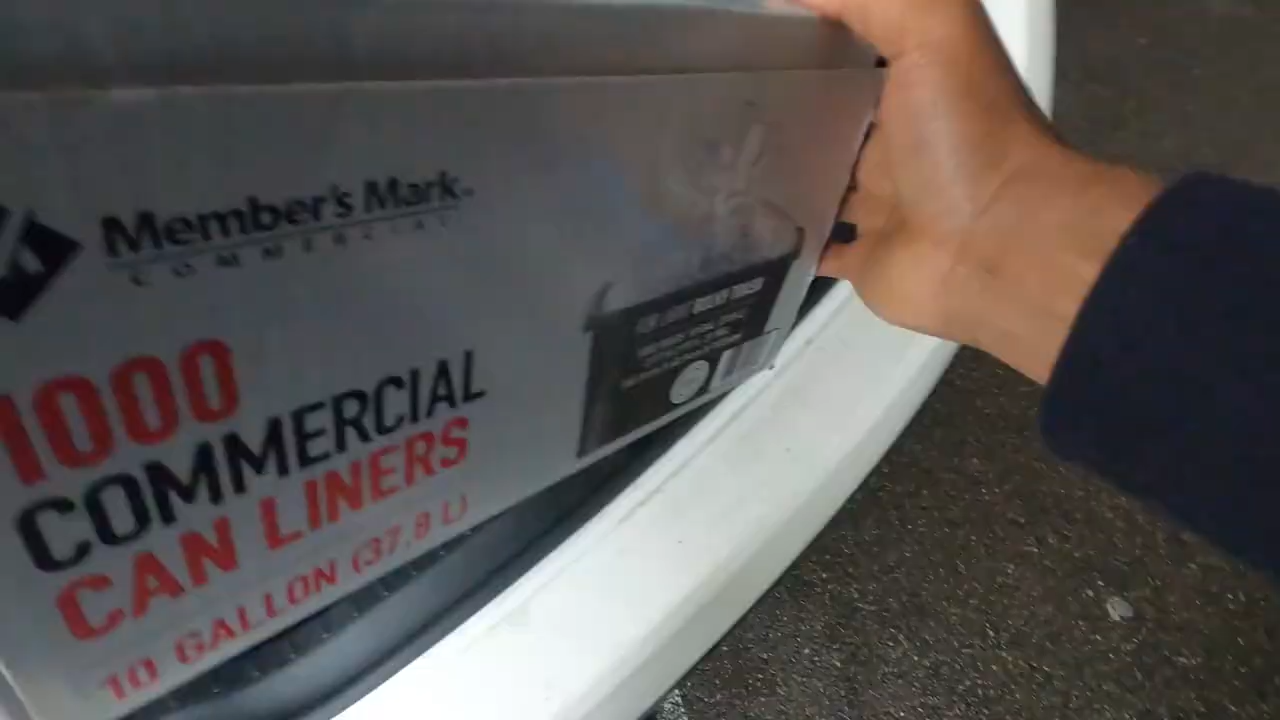 Member's Mark
COMMERCIAL
1000
COMMERCIAL
CAN LINERS
10 GALLON (37.8 L)